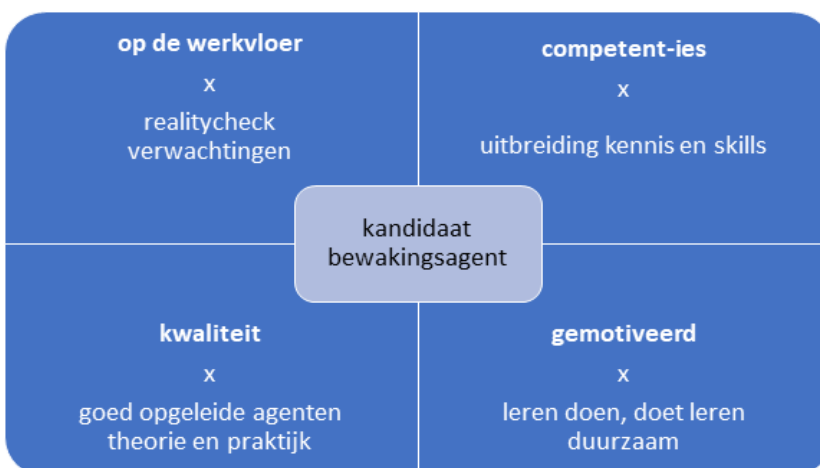 op de werkvloer
x
realitycheck
verwachtingen
competent-ies
x
uitbreiding kennis en skills
kandidaat
bewakingsagent
kwaliteit
x
goed opgeleide agenten
theorie en praktijk
gemotiveerd
x
leren doen, doet leren
duurzaam